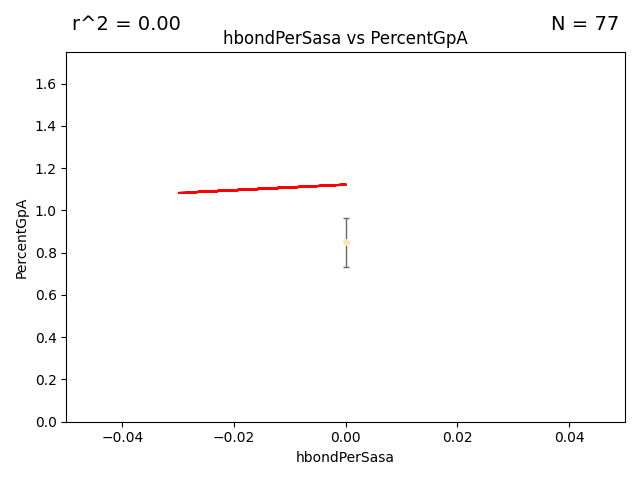 r^2 = 0.00
N = 77
hbondPerSasa vs PercentGpA
1.6
1.4
1.2
1.0
0.8
0.6
0.4
0.2
0.0
PercentGpA
−0.04
−0.02
0.00
0.02
0.04
hbondPerSasa